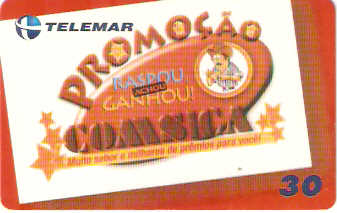 TELEMAR
PROMOÇÃO
RASPOU
ACHOU
GANHOU!
COMSICA
Muito sabor e milhares de prêmios para você!
30